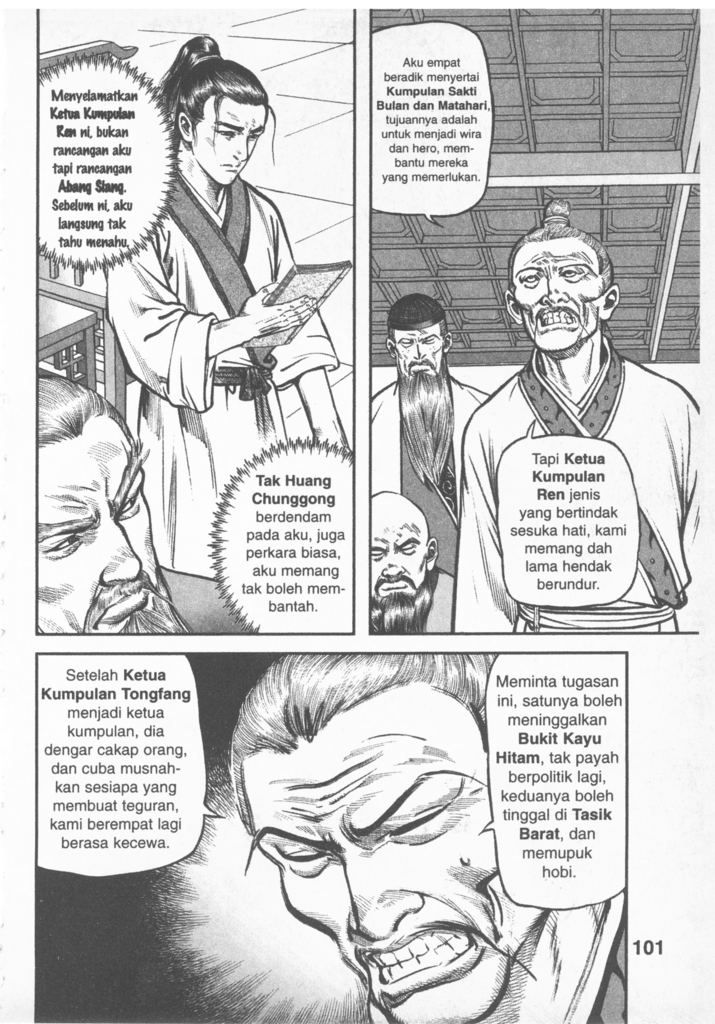 Menyelamatkan
Ketua Kumpulan
Ren ni, bukan
rancangan aku
tapi rancangan
Abang Siang.
Sebelum ni, aku
langsung tak
tahu menahu.
Tak Huang
Chunggong
berdendam
pada aku, juga
perkara biasa,
aku memang
tak boleh mem-
bantah.
Aku empat
beradik menyertai
Kumpulan Sakti
Bulan dan Matahari,
tujuannya adalah
untuk menjadi wira
dan hero, mem-
bantu mereka
yang memerlukan.
Tapi Ketua
Kumpulan
Ren jenis
yang bertindak
sesuka hati, kami
memang dah
lama hendak
berundur.
Setelah Ketua
Kumpulan Tongfang
menjadi ketua
kumpulan, dia
dengar cakap orang,
dan cuba musnah-
kan sesiapa yang
membuat teguran,
kami berempat lagi
berasa kecewa.
Meminta tugasan
ini, satunya boleh
meninggalkan
Bukit Kayu
Hitam, tak payah
berpolitik lagi,
keduanya boleh
tinggal di Tasik
Barat, dan
memupuk
hobi.
101